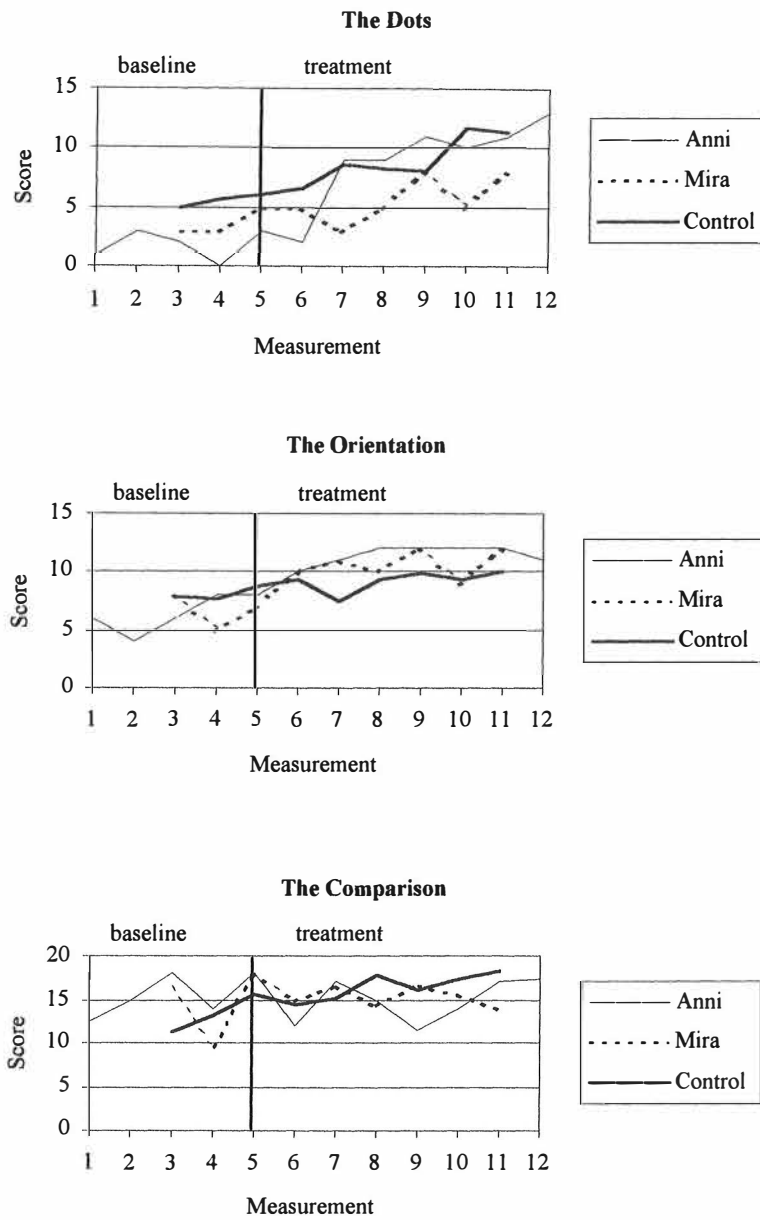 The Dots
baseline treatment
15
10
5
0
Score
1 2 3 4 5 6 7 8 9 10 11 12
Measurement
Anni
Mira
Control
The Orientation
baseline treatment
15
10
5
0
Score
1 2 3 4 5 6 7 8 9 10 11 12
Measurement
Anni
Mira
Control
The Comparison
baseline treatment
20
15
10
5
0
Score
1 2 3 4 5 6 7 8 9 10 11 12
Measurement
Anni
Mira
Control